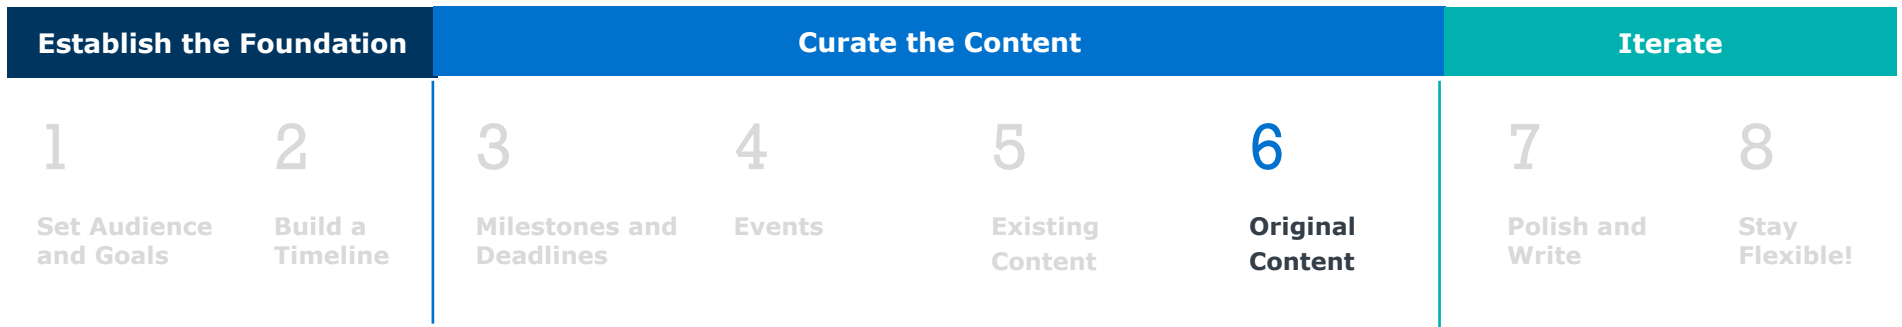 Establish the Foundation
Curate the Content
Iterate
1
2
3
4
5
6
7
8
Set Audience
and Goals
Build a
Timeline
Milestones and
Deadlines
Events
Existing
Content
Original
Content
Polish and
Write
Stay
Flexible!